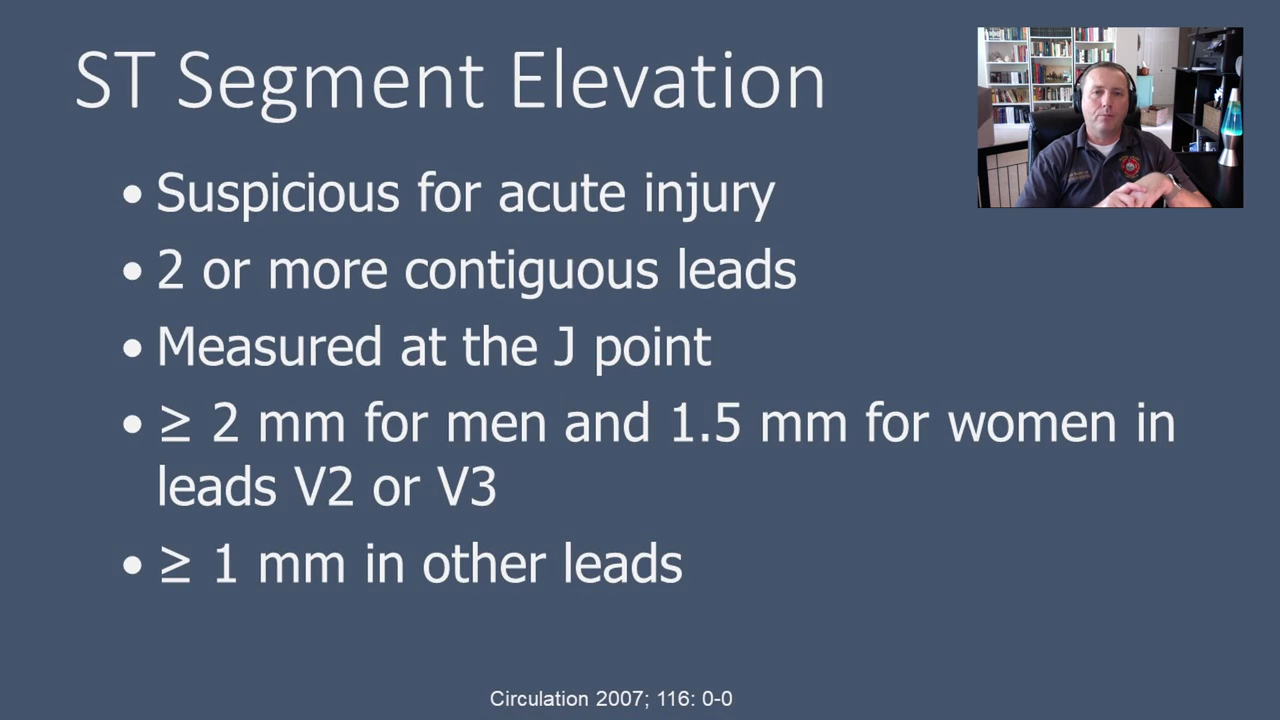 ST Segment Elevation
• Suspicious for acute injury
• 2 or more contiguous leads
• Measured at the J point
• ≥ 2 mm for men and 1.5 mm for women in
leads V2 or V3
• ≥ 1 mm in other leads
Circulation 2007; 116: 0-0